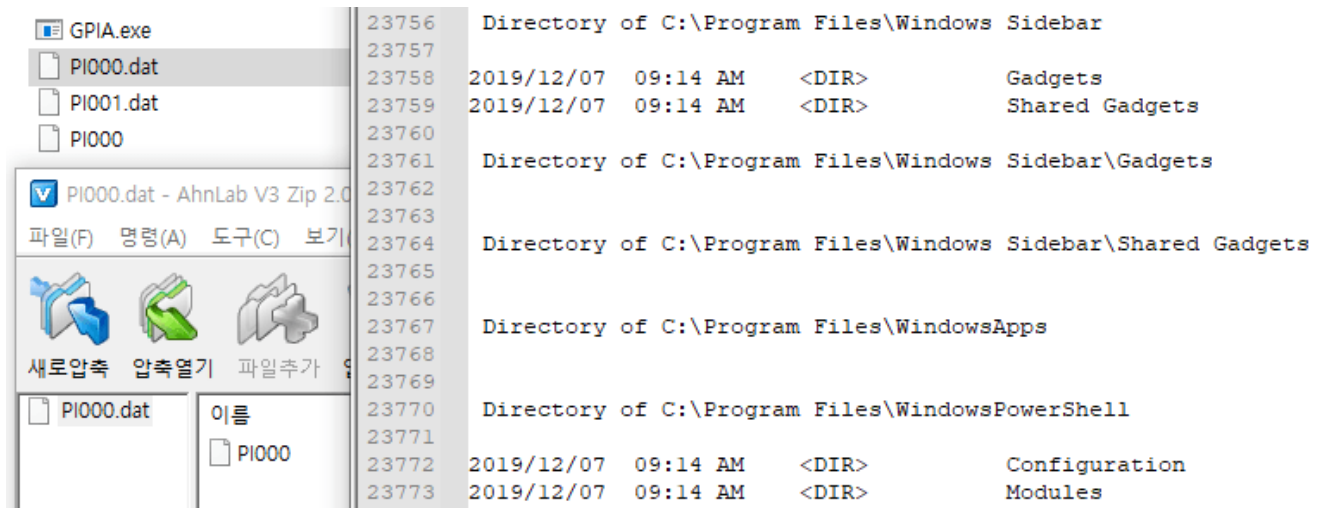 GPIA.exe
PI000.dat
PI001.dat
PI000
PI000.dat - AhnLab V3 Zip 2.0
파일(F) 명령(A) 도구(C) 보기(
새로압축 압축열기 파일추가
PI000.dat
이름
PI000
23756 Directory of C:\Program Files\Windows Sidebar
23757
23758 2019/12/07 09:14 AM <DIR> Gadgets
23759 2019/12/07 09:14 AM <DIR> Shared Gadgets
23760
23761 Directory of C:\Program Files\Windows Sidebar\Gadgets
23762
23763
23764 Directory of C:\Program Files\Windows Sidebar\Shared Gadgets
23765
23766
23767 Directory of C:\Program Files\WindowsApps
23768
23769
23770 Directory of C:\Program Files\WindowsPowerShell
23771
23772 2019/12/07 09:14 AM <DIR> Configuration
23773 2019/12/07 09:14 AM <DIR> Modules